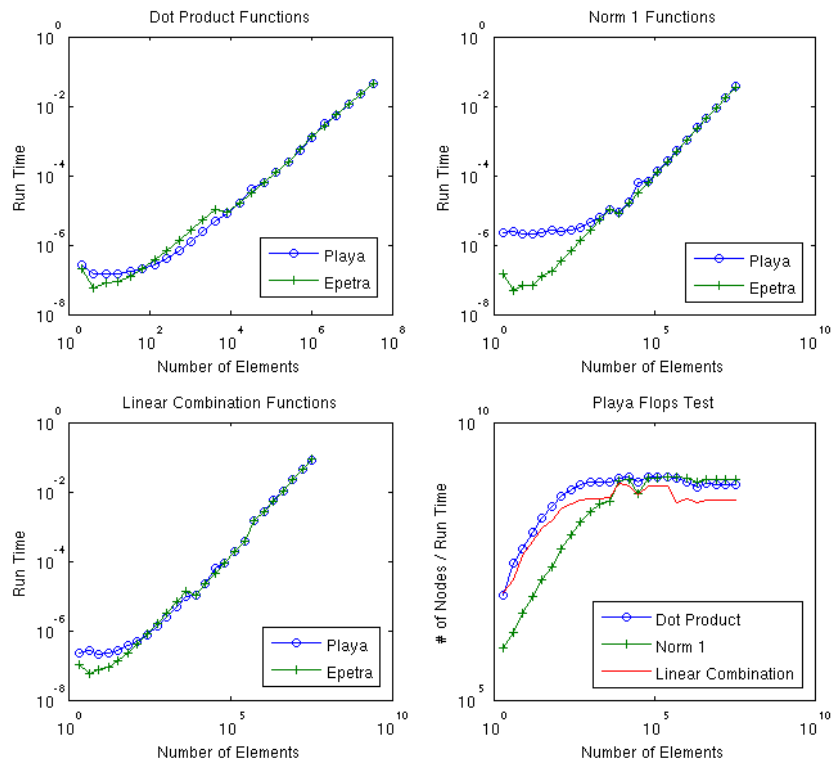 Dot Product Functions
10^0
10^-2
10^-4
10^-6
10^-8
Run Time
Playa
Epetra
10^0
10^2
10^4
10^6
10^8
Number of Elements
Norm 1 Functions
10^0
10^-2
10^-4
10^-6
10^-8
Run Time
Playa
Epetra
10^0
10^5
10^10
Number of Elements
Linear Combination Functions
10^0
10^-2
10^-4
10^-6
10^-8
Run Time
Playa
Epetra
10^0
10^5
10^10
Number of Elements
Playa Flops Test
10^10
10^5
# of Nodes / Run Time
Dot Product
Norm 1
Linear Combination
10^0
10^5
10^10
Number of Elements